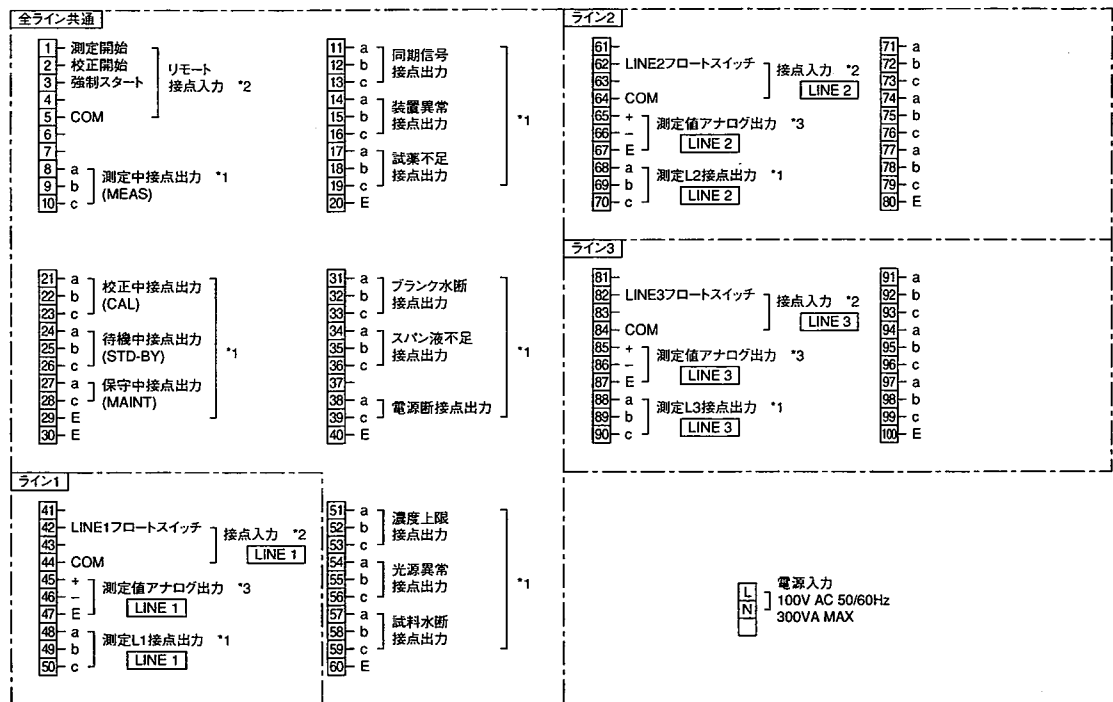 全ライン共通
1 測定開始
2 校正開始
3 強制スタート
4
5 COM
リモート
接点入力 *2
6
7
8 a
9 b
10 c
測定中接点出力 *1
(MEAS)
11 a
12 b
13 c
同期信号
接点出力
14 a
15 b
16 c
装置異常
接点出力
17 a
18 b
19 c
試薬不足
接点出力
20 E
*1
21 a
22 b
23 c
校正中接点出力
(CAL)
24 a
25 b
26 c
待機中接点出力
(STD-BY)
27 a
28 c
保守中接点出力
(MAINT)
29 E
30 E
*1
31 a
32 b
33 c
ブランク水断
接点出力
34 a
35 b
36 c
スパン液不足
接点出力
37
38 a
39 c
電源断接点出力
40 E
*1
ライン1
41
42 LINE1フロートスイッチ
43
44 COM
接点入力 *2
LINE 1
45 +
46 −
47 E
測定値アナログ出力 *3
LINE 1
48 a
49 b
50 c
測定L1接点出力 *1
LINE 1
51 a
52 b
53 c
濃度上限
接点出力
54 a
55 b
56 c
光源異常
接点出力
57 a
58 b
59 c
試料水断
接点出力
60 E
*1
ライン2
61
62 LINE2フロートスイッチ
63
64 COM
接点入力 *2
LINE 2
65 +
66 −
67 E
測定値アナログ出力 *3
LINE 2
68 a
69 b
70 c
測定L2接点出力 *1
LINE 2
71 a
72 b
73 c
74 a
75 b
76 c
77 a
78 b
79 c
80 E
ライン3
81
82 LINE3フロートスイッチ
83
84 COM
接点入力 *2
LINE 3
85 +
86 −
87 E
測定値アナログ出力 *3
LINE 3
88 a
89 b
90 c
測定L3接点出力 *1
LINE 3
91 a
92 b
93 c
94 a
95 b
96 c
97 a
98 b
99 c
100 E
L
N
電源入力
100V AC 50/60Hz
300VA MAX